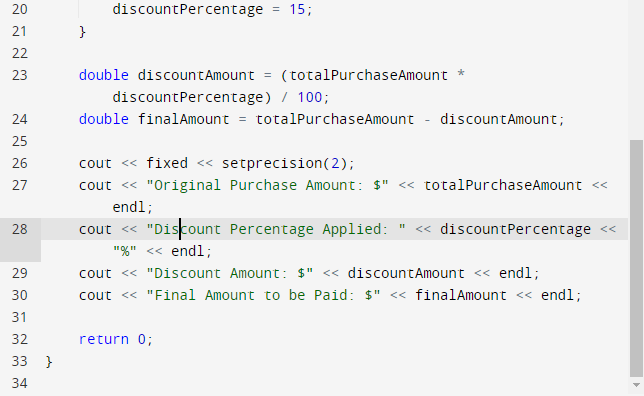 20 discountPercentage = 15;
21 }
22
23 double discountAmount = (totalPurchaseAmount *
discountPercentage) / 100;
24 double finalAmount = totalPurchaseAmount - discountAmount;
25
26 cout << fixed << setprecision(2);
27 cout << "Original Purchase Amount: $" << totalPurchaseAmount <<
endl;
28 cout << "Discount Percentage Applied: " << discountPercentage <<
"%" << endl;
29 cout << "Discount Amount: $" << discountAmount << endl;
30 cout << "Final Amount to be Paid: $" << finalAmount << endl;
31
32 return 0;
33 }
34